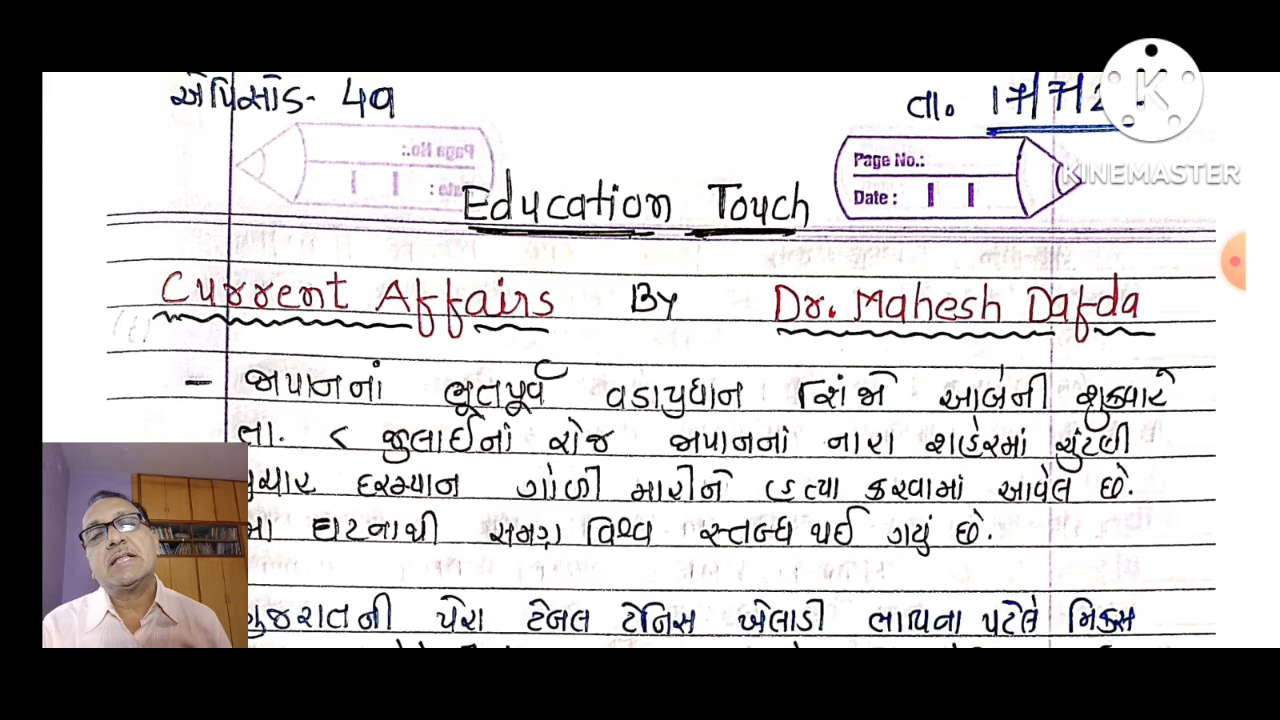 એપિસોડ- 49
તા. 17/7/2
Page No.:
Date :
Education Touch
Current Affairs By Dr. Mahesh Dafda
- જાપાનનાં ભૂતપૂર્વ વડાપ્રધાન શિંજો આબેની શુક્રવારે
તા. ૮ જુલાઈનાં રોજ જાપાનનાં નારા શહેરમાં ચુંટણી
પ્રચાર દરમ્યાન ગોળી મારીને હત્યા કરવામાં આવેલ છે.
આ ઘટનાથી સમગ્ર વિશ્વ સ્તબ્ધ થઈ ગયું છે.
ગુજરાતની પેરા ટેબલ ટેનિસ ખેલાડી ભાવિના પટેલે મિક્સ
KINEMASTER